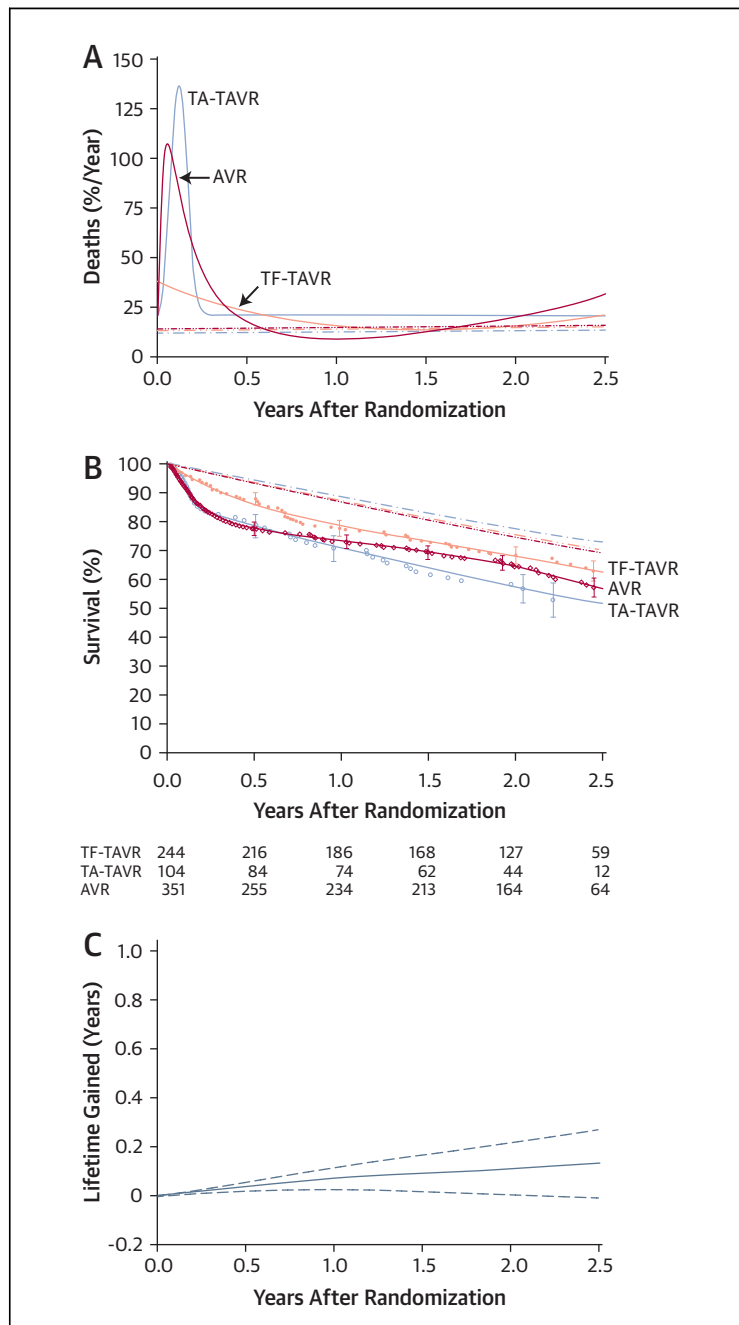 A
150
125
100
75
50
25
0
Deaths (%/Year)
TA-TAVR
AVR
TF-TAVR
0.0 0.5 1.0 1.5 2.0 2.5
Years After Randomization
B
100
90
80
70
60
50
40
30
20
10
0
Survival (%)
TF-TAVR
AVR
TA-TAVR
0.0 0.5 1.0 1.5 2.0 2.5
Years After Randomization
TF-TAVR 244 216 186 168 127 59
TA-TAVR 104 84 74 62 44 12
AVR 351 255 234 213 164 64
C
1.0
0.8
0.6
0.4
0.2
0
-0.2
Lifetime Gained (Years)
0.0 0.5 1.0 1.5 2.0 2.5
Years After Randomization